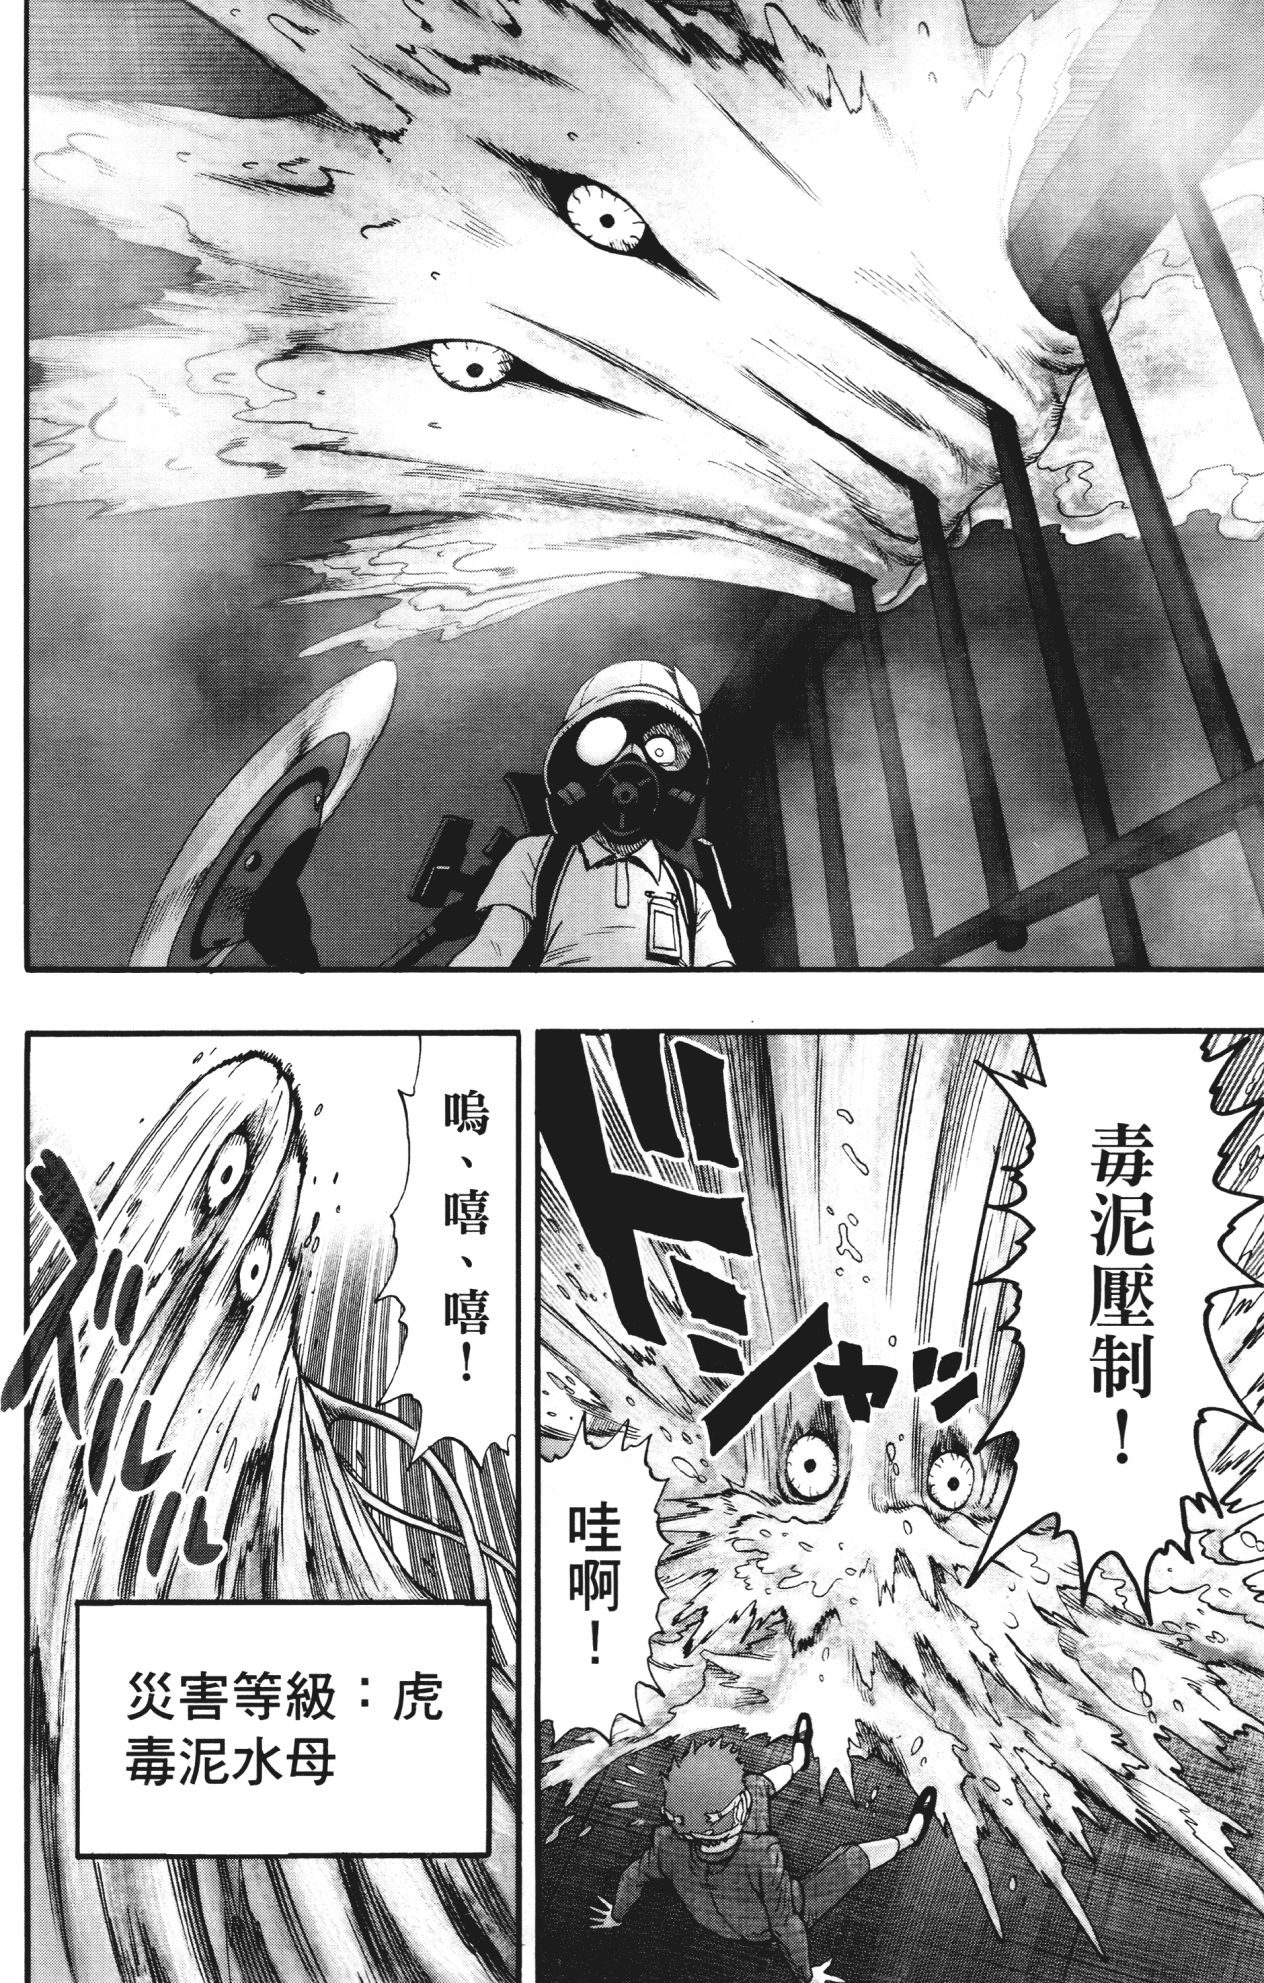 毒泥壓制！
ドシャッ
哇啊！
嗚、嘻、嘻！
ズルルル
災害等級：虎
毒泥水母